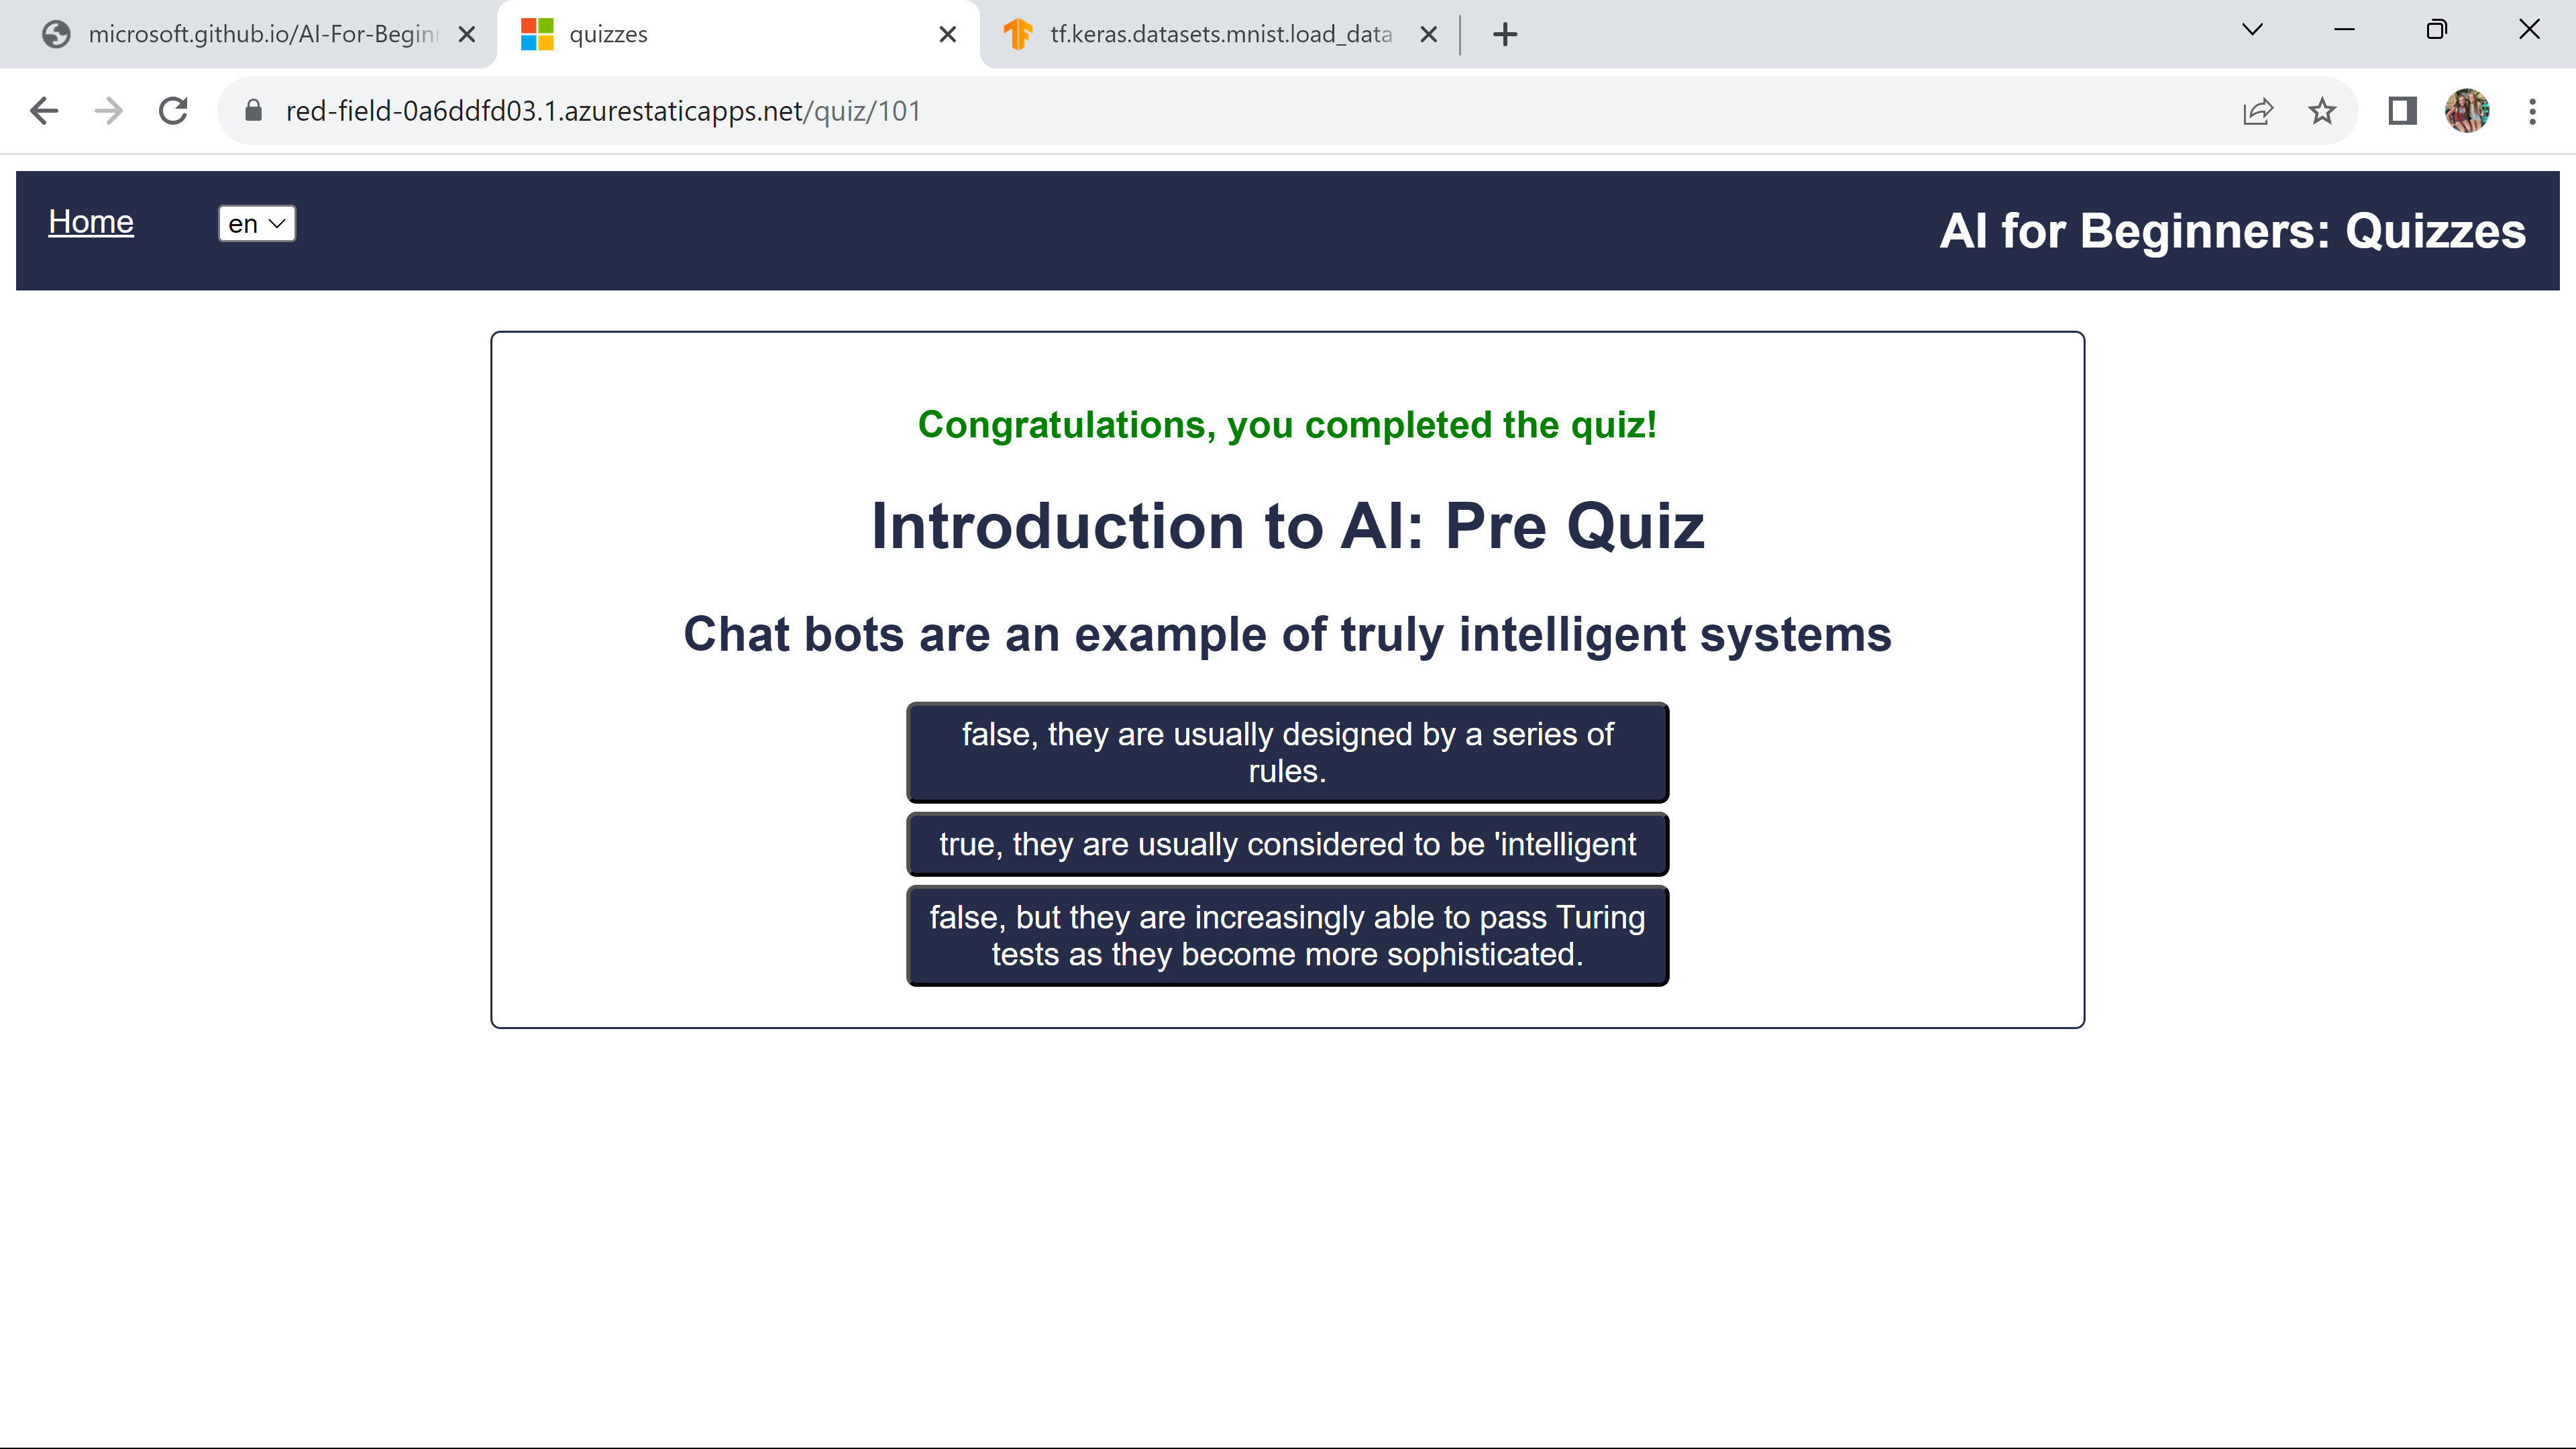 microsoft.github.io/AI-For-Begin
quizzes
tf.keras.datasets.mnist.load_data
red-field-0a6ddfd03.1.azurestaticapps.net/quiz/101
Home
en
AI for Beginners: Quizzes
Congratulations, you completed the quiz!
Introduction to AI: Pre Quiz
Chat bots are an example of truly intelligent systems
false, they are usually designed by a series of
rules.
true, they are usually considered to be 'intelligent
false, but they are increasingly able to pass Turing
tests as they become more sophisticated.